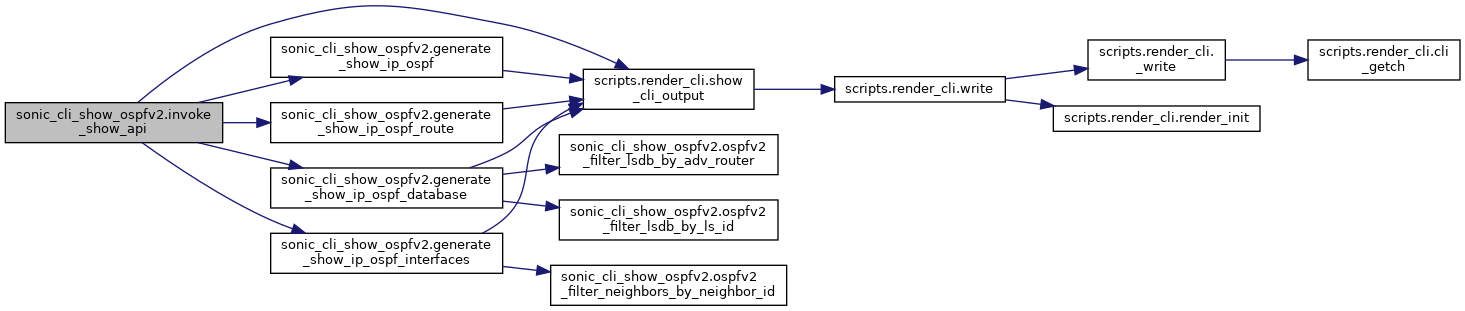 sonic_cli_show_ospfv2.invoke
_show_api
sonic_cli_show_ospfv2.generate
_show_ip_ospf
sonic_cli_show_ospfv2.generate
_show_ip_ospf_route
sonic_cli_show_ospfv2.generate
_show_ip_ospf_database
sonic_cli_show_ospfv2.generate
_show_ip_ospf_interfaces
scripts.render_cli.show
_cli_output
sonic_cli_show_ospfv2.ospfv2
_filter_lsdb_by_adv_router
sonic_cli_show_ospfv2.ospfv2
_filter_lsdb_by_ls_id
sonic_cli_show_ospfv2.ospfv2
_filter_neighbors_by_neighbor_id
scripts.render_cli.write
scripts.render_cli.
_write
scripts.render_cli.render_init
scripts.render_cli.cli
_getch